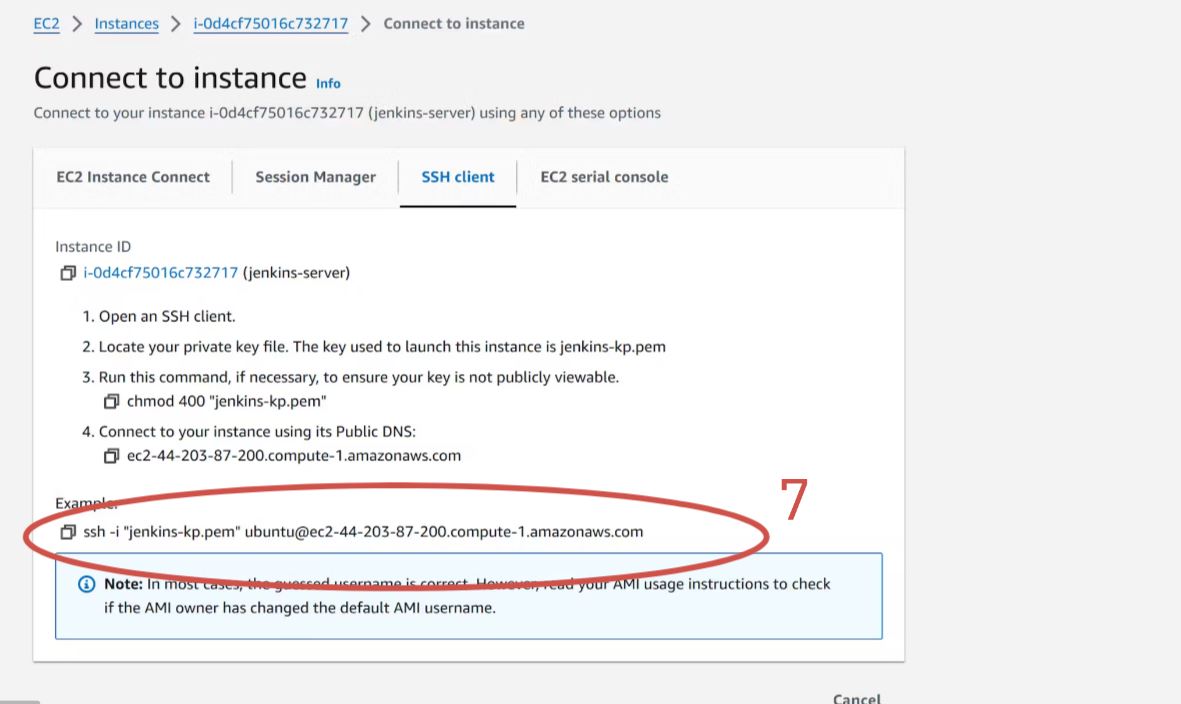 EC2 > Instances > i-0d4cf75016c732717 > Connect to instance
Connect to instance Info
Connect to your instance i-0d4cf75016c732717 (jenkins-server) using any of these options
EC2 Instance Connect Session Manager SSH client EC2 serial console
Instance ID
i-0d4cf75016c732717 (jenkins-server)
1. Open an SSH client.
2. Locate your private key file. The key used to launch this instance is jenkins-kp.pem
3. Run this command, if necessary, to ensure your key is not publicly viewable.
chmod 400 "jenkins-kp.pem"
4. Connect to your instance using its Public DNS:
ec2-44-203-87-200.compute-1.amazonaws.com
Example:
7
ssh -i "jenkins-kp.pem" ubuntu@ec2-44-203-87-200.compute-1.amazonaws.com
Note: In most cases, the guessed username is correct. However, read your AMI usage instructions to check
if the AMI owner has changed the default AMI username.
Cancel